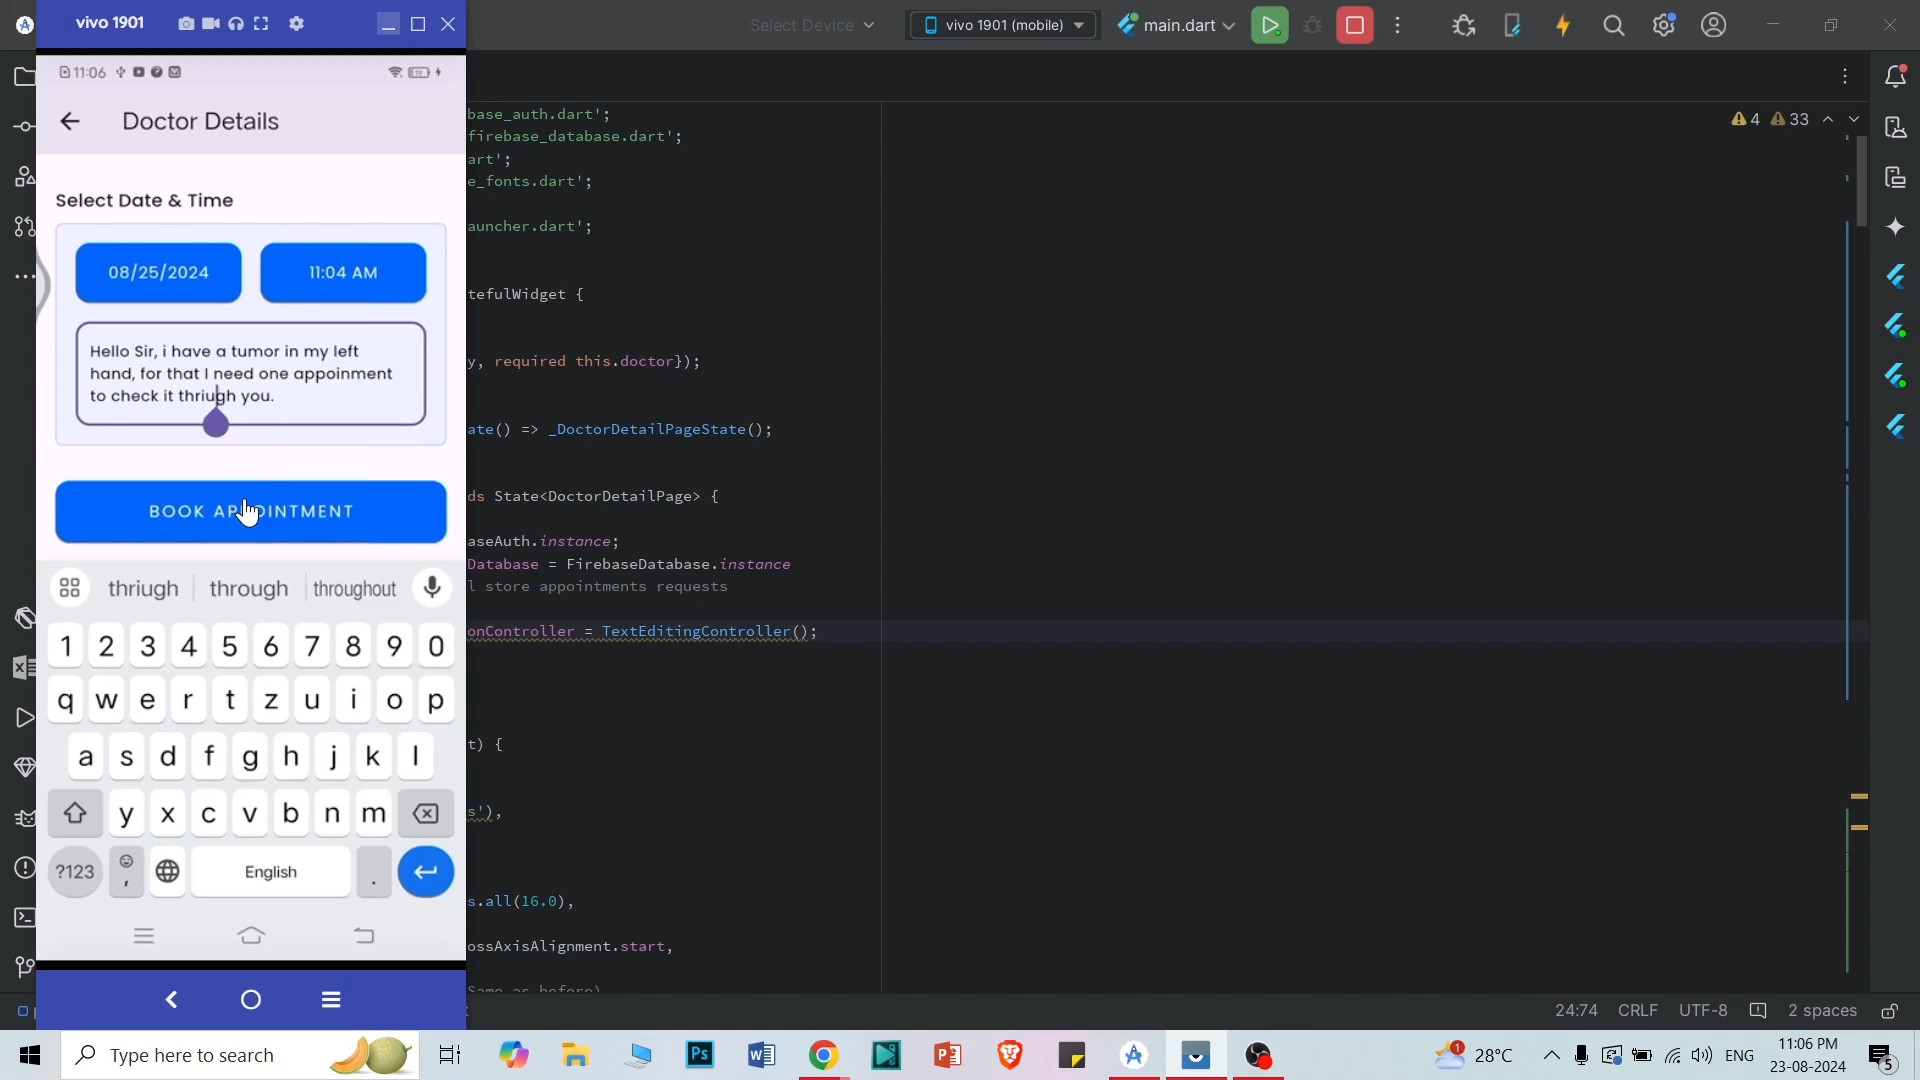 vivo 1901
Select Device
vivo 1901 (mobile)
main.dart
11:06
Doctor Details
base_auth.dart';
firebase_database.dart';
art';
e_fonts.dart';
auncher.dart';
4 33
Select Date & Time
tefulWidget {
08/25/2024
11:04 AM
y, required this.doctor});
Hello Sir, i have a tumor in my left
hand, for that I need one appoinment
to check it thriugh you.
ate() => _DoctorDetailPageState();
ds State<DoctorDetailPage> {
BOOK APPOINTMENT
aseAuth.instance;
Database = FirebaseDatabase.instance
l store appointments requests
thriugh through throughout
onController = TextEditingController();
1 2 3 4 5 6 7 8 9 0
q w e r t z u i o p
t) {
a s d f g h j k l
s'),
y x c v b n m
?123 , English .
s.all(16.0),
ossAxisAlignment.start,
Same as before)
24:74 CRLF UTF-8 2 spaces
Type here to search
1 28°C ENG
11:06 PM
23-08-2024
5